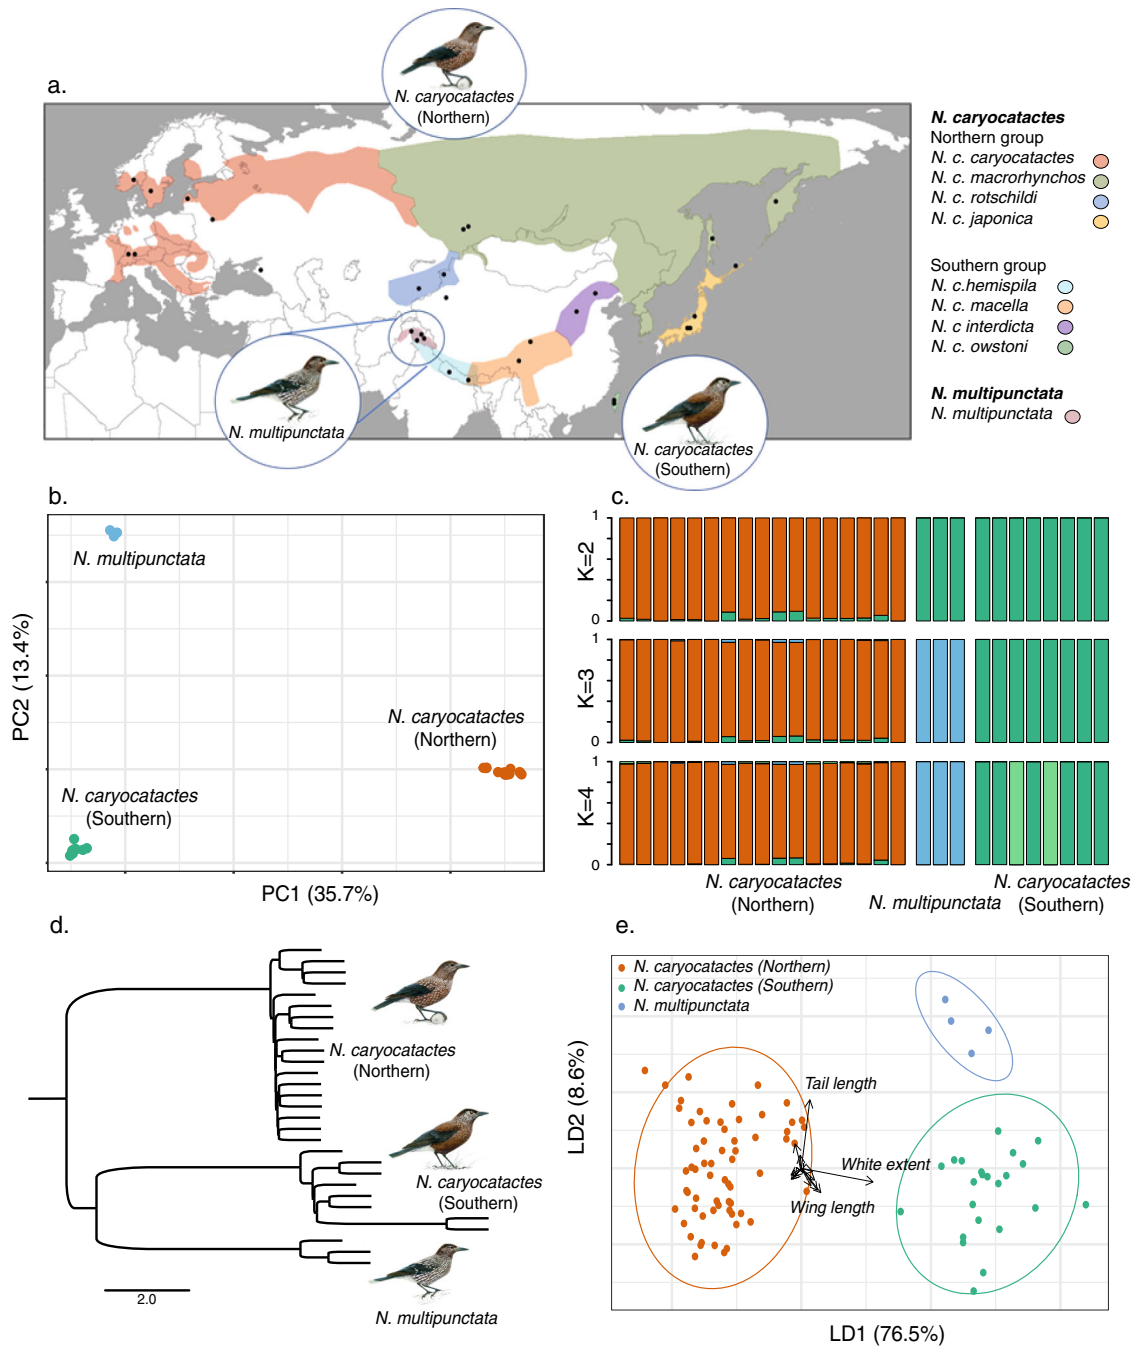 a.
N. caryocatactes
(Northern)
N. multipunctata
N. caryocatactes
(Southern)
N. caryocatactes
Northern group
N. c. caryocatactes
N. c. macrorhynchos
N. c. rotschildi
N. c. japonica
Southern group
N. c.hemispila
N. c. macella
N. c interdicta
N. c. owstoni
N. multipunctata
N. multipunctata
b.
N. multipunctata
N. caryocatactes
(Northern)
N. caryocatactes
(Southern)
PC2 (13.4%)
PC1 (35.7%)
c.
1
K=2
0
1
K=3
0
1
K=4
0
N. caryocatactes
(Northern)
N. multipunctata
N. caryocatactes
(Southern)
d.
N. caryocatactes
(Northern)
N. caryocatactes
(Southern)
N. multipunctata
2.0
e.
N. caryocatactes (Northern)
N. caryocatactes (Southern)
N. multipunctata
Tail length
White extent
Wing length
LD2 (8.6%)
LD1 (76.5%)